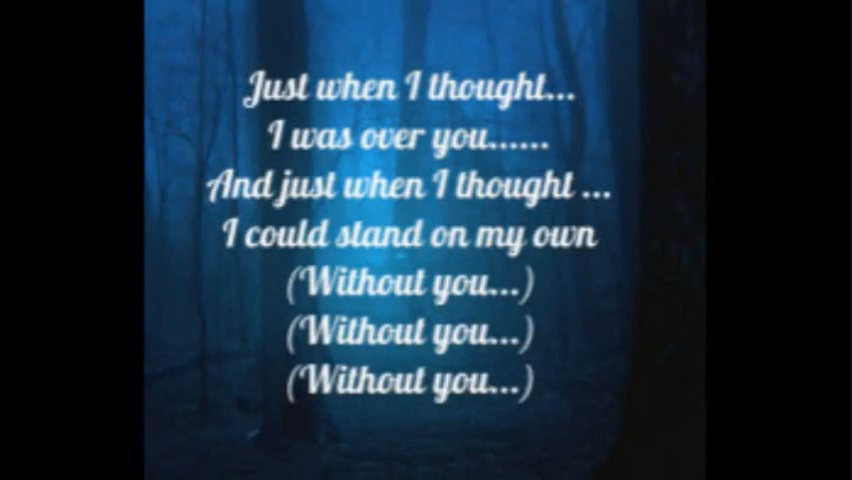 Just when I thought...
I was over you......
And just when I thought ...
I could stand on my own
(Without you...)
(Without you...)
(Without you...)